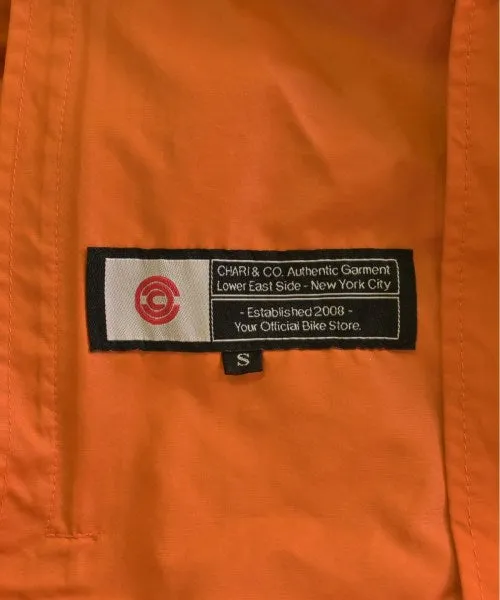 CHARI & CO. Authentic Garment
Lower East Side - New York City
- Established 2008 -
Your Official Bike Store.
S